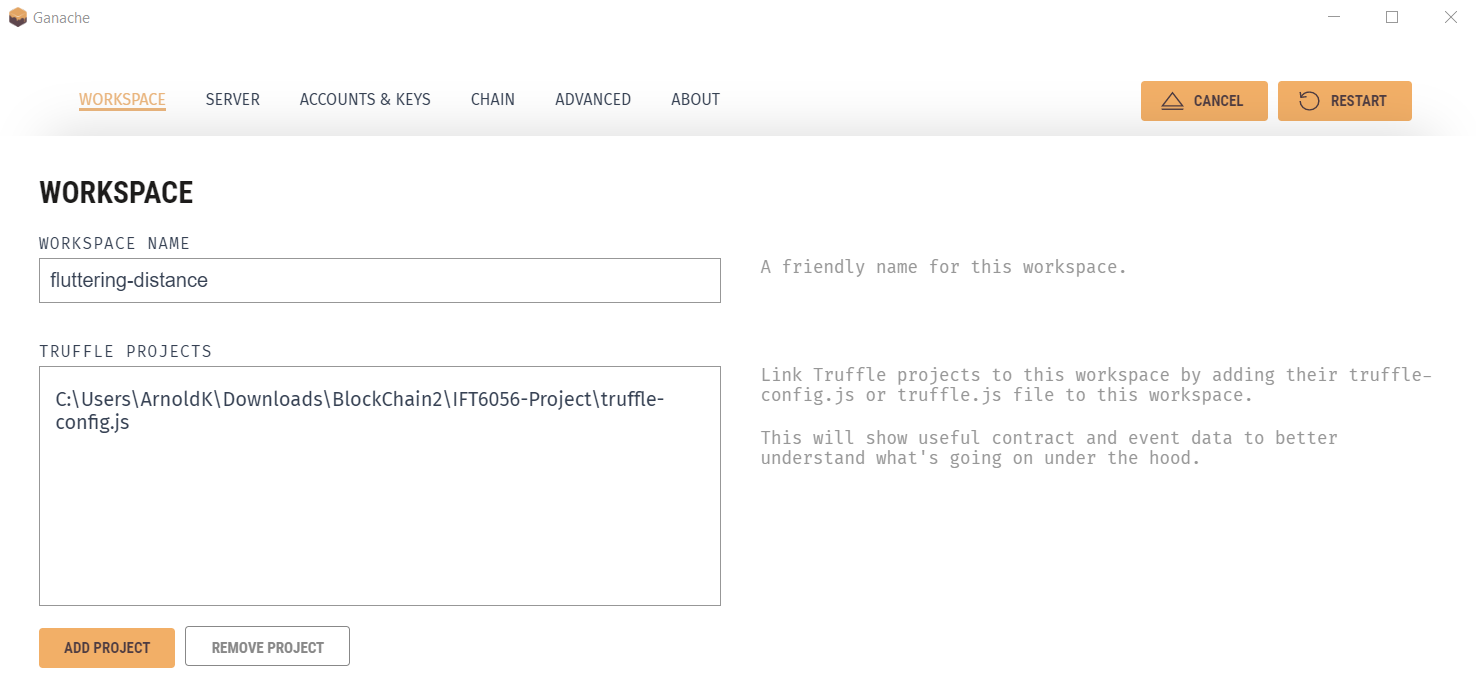 Ganache
WORKSPACE SERVER ACCOUNTS & KEYS CHAIN ADVANCED ABOUT CANCEL RESTART
WORKSPACE
WORKSPACE NAME
fluttering-distance
A friendly name for this workspace.
TRUFFLE PROJECTS
C:\Users\ArnoldK\Downloads\BlockChain2\IFT6056-Project\truffle-
config.js
Link Truffle projects to this workspace by adding their truffle-
config.js or truffle.js file to this workspace.
This will show useful contract and event data to better
understand what's going on under the hood.
ADD PROJECT REMOVE PROJECT